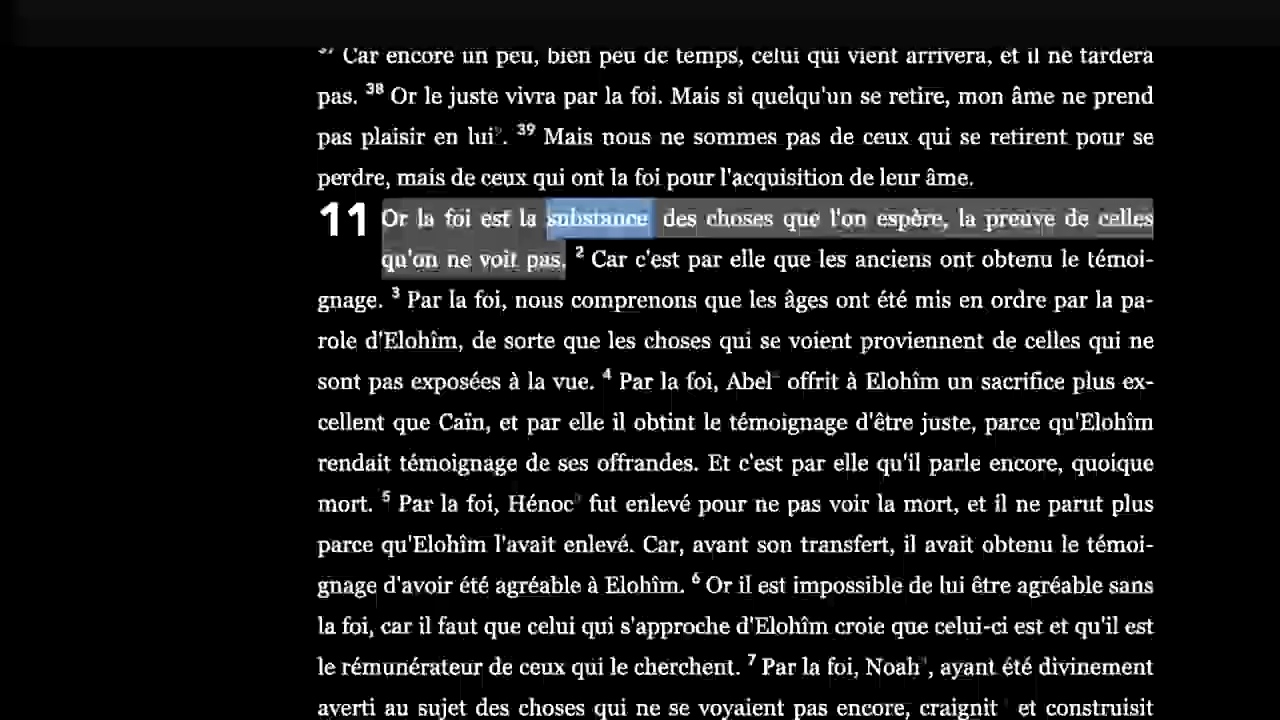 37 Car encore un peu, bien peu de temps, celui qui vient arrivera, et il ne tardera
pas. 38 Or le juste vivra par la foi. Mais si quelqu'un se retire, mon âme ne prend
pas plaisir en lui. 39 Mais nous ne sommes pas de ceux qui se retirent pour se
perdre, mais de ceux qui ont la foi pour l'acquisition de leur âme.
11 Or la foi est la substance des choses que l'on espère, la preuve de celles
qu'on ne voit pas. 2 Car c'est par elle que les anciens ont obtenu le témoi-
gnage. 3 Par la foi, nous comprenons que les âges ont été mis en ordre par la pa-
role d'Elohîm, de sorte que les choses qui se voient proviennent de celles qui ne
sont pas exposées à la vue. 4 Par la foi, Abel offrit à Elohîm un sacrifice plus ex-
cellent que Caïn, et par elle il obtint le témoignage d'être juste, parce qu'Elohîm
rendait témoignage de ses offrandes. Et c'est par elle qu'il parle encore, quoique
mort. 5 Par la foi, Hénoc fut enlevé pour ne pas voir la mort, et il ne parut plus
parce qu'Elohîm l'avait enlevé. Car, avant son transfert, il avait obtenu le témoi-
gnage d'avoir été agréable à Elohîm. 6 Or il est impossible de lui être agréable sans
la foi, car il faut que celui qui s'approche d'Elohîm croie que celui-ci est et qu'il est
le rémunérateur de ceux qui le cherchent. 7 Par la foi, Noah, ayant été divinement
averti au sujet des choses qui ne se voyaient pas encore, craignit et construisit